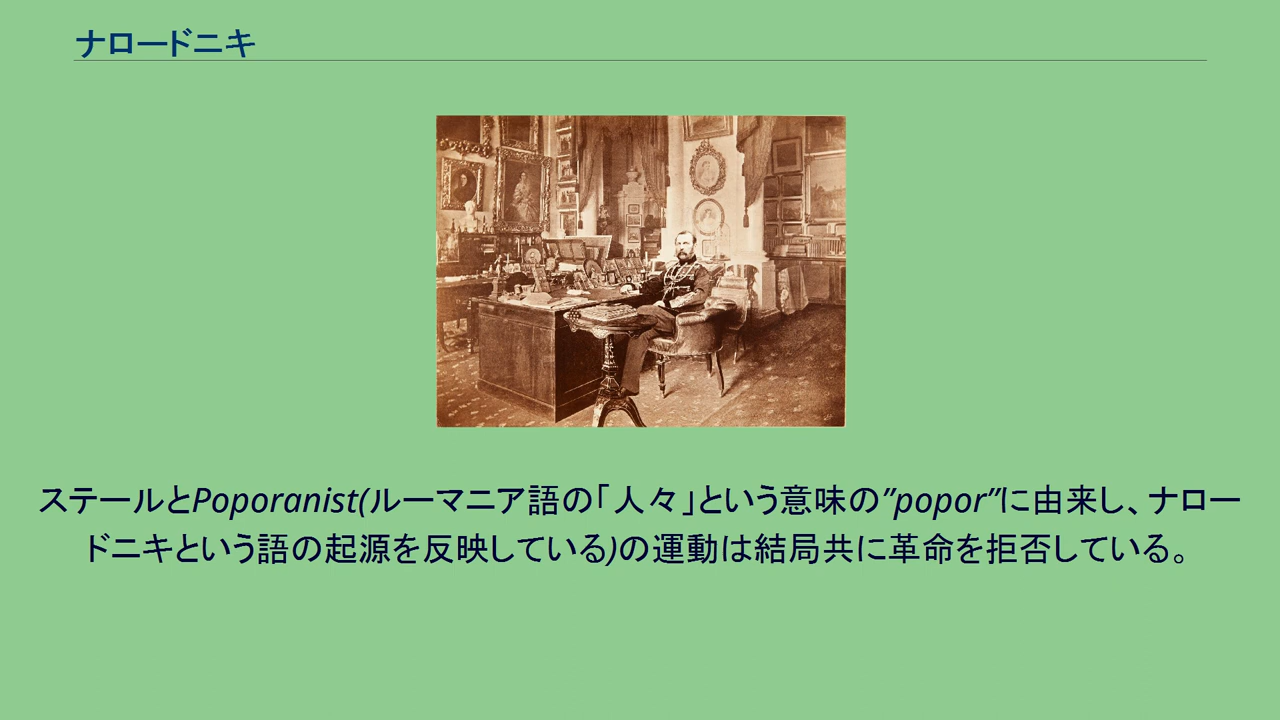 ナロードニキ
ステールとPoporanist(ルーマニア語の「人々」という意味の”popor”に由来し、ナロー
ドニキという語の起源を反映している)の運動は結局共に革命を拒否している。